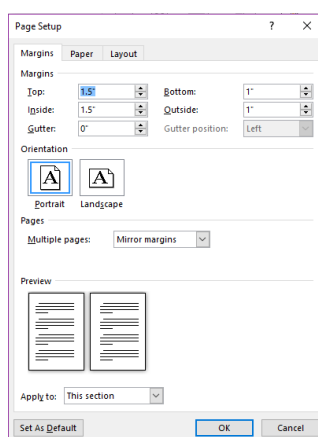 Page Setup ? ×
Margins Paper Layout
Margins
Top: 1.5" Bottom: 1"
Inside: 1.5" Outside: 1"
Gutter: 0" Gutter position: Left
Orientation
A A
Portrait Landscape
Pages
Multiple pages: Mirror margins
Preview
Apply to: This section
Set As Default OK Cancel